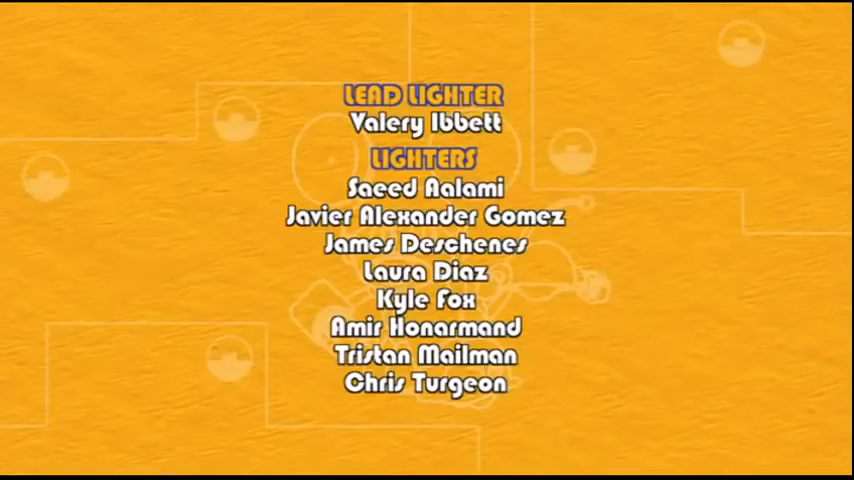 LEAD LIGHTER
Valery Ibbett
LIGHTERS
Saeed Aalami
Javier Alexander Gomez
James Deschenes
Laura Diaz
Kyle Fox
Amir Honarmand
Tristan Mailman
Chris Turgeon